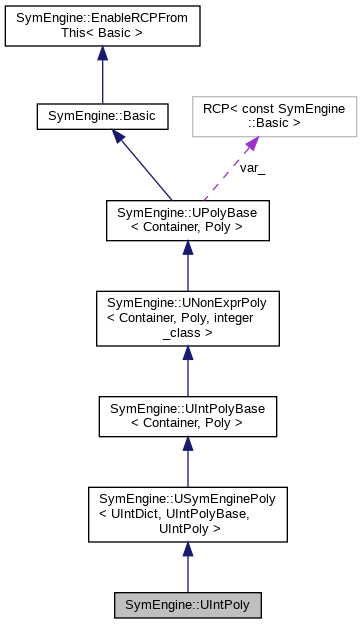 SymEngine::EnableRCPFrom
This< Basic >
SymEngine::Basic
RCP< const SymEngine
::Basic >
var_
SymEngine::UPolyBase
< Container, Poly >
SymEngine::UNonExprPoly
< Container, Poly, integer
_class >
SymEngine::UIntPolyBase
< Container, Poly >
SymEngine::USymEnginePoly
< UIntDict, UIntPolyBase,
UIntPoly >
SymEngine::UIntPoly